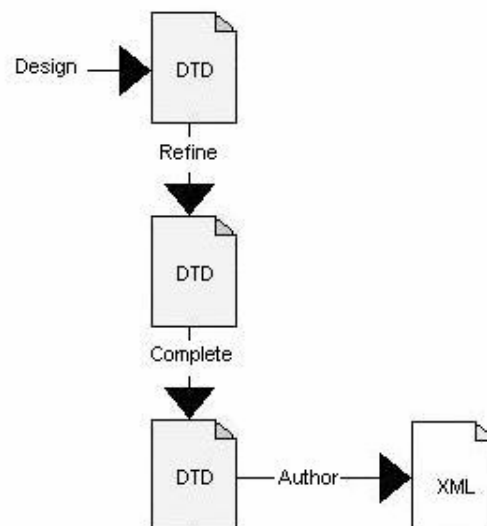 Design
DTD
Refine
DTD
Complete
DTD
Author
XML